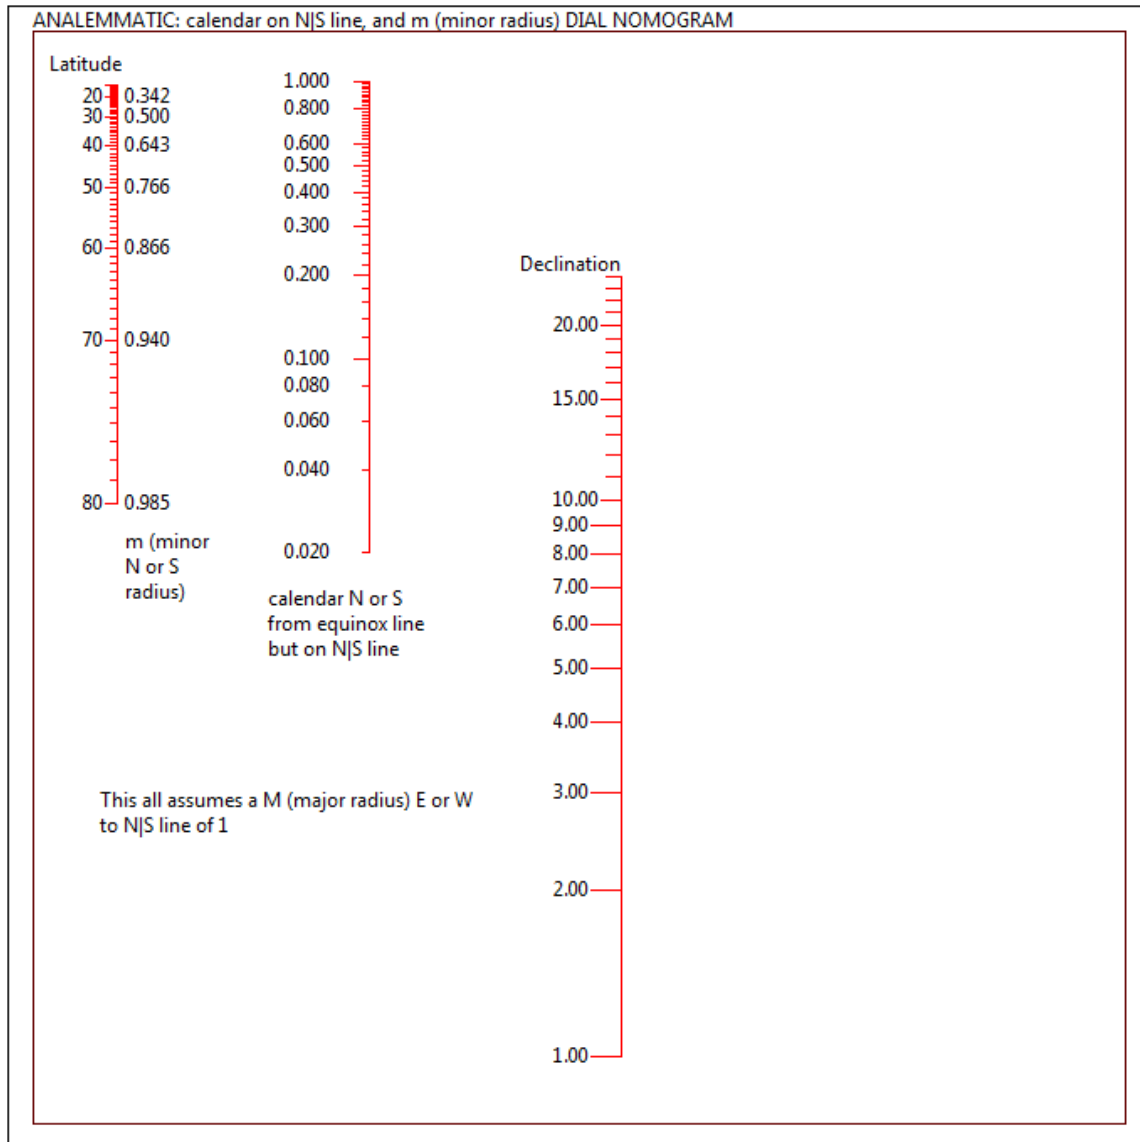 ANALEMMATIC: calendar on N|S line, and m (minor radius) DIAL NOMOGRAM
Latitude
20 0.342
30 0.500
40 0.643
50 0.766
60 0.866
70 0.940
80 0.985
m (minor
N or S
radius)
1.000
0.800
0.600
0.500
0.400
0.300
0.200
0.100
0.080
0.060
0.040
0.020
calendar N or S
from equinox line
but on N|S line
Declination
20.00
15.00
10.00
9.00
8.00
7.00
6.00
5.00
4.00
3.00
2.00
1.00
This all assumes a M (major radius) E or W
to N|S line of 1